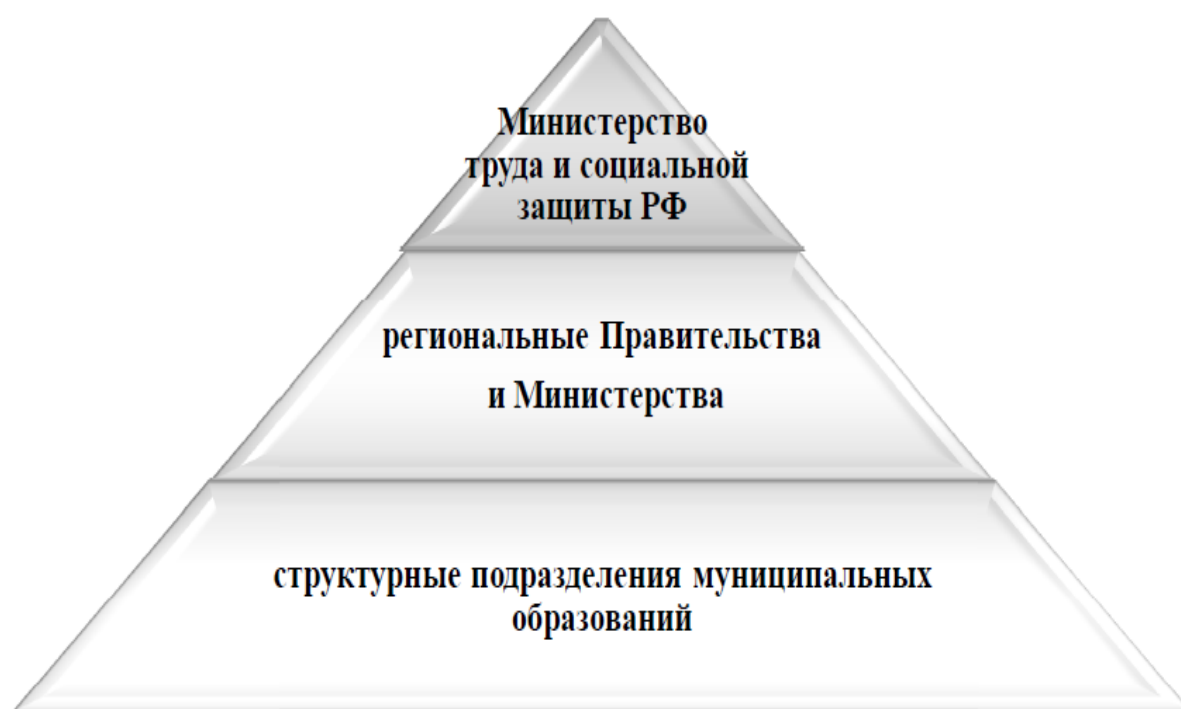 Министерство
труда и социальной
защиты РФ
региональные Правительства
и Министерства
структурные подразделения муниципальных
образований